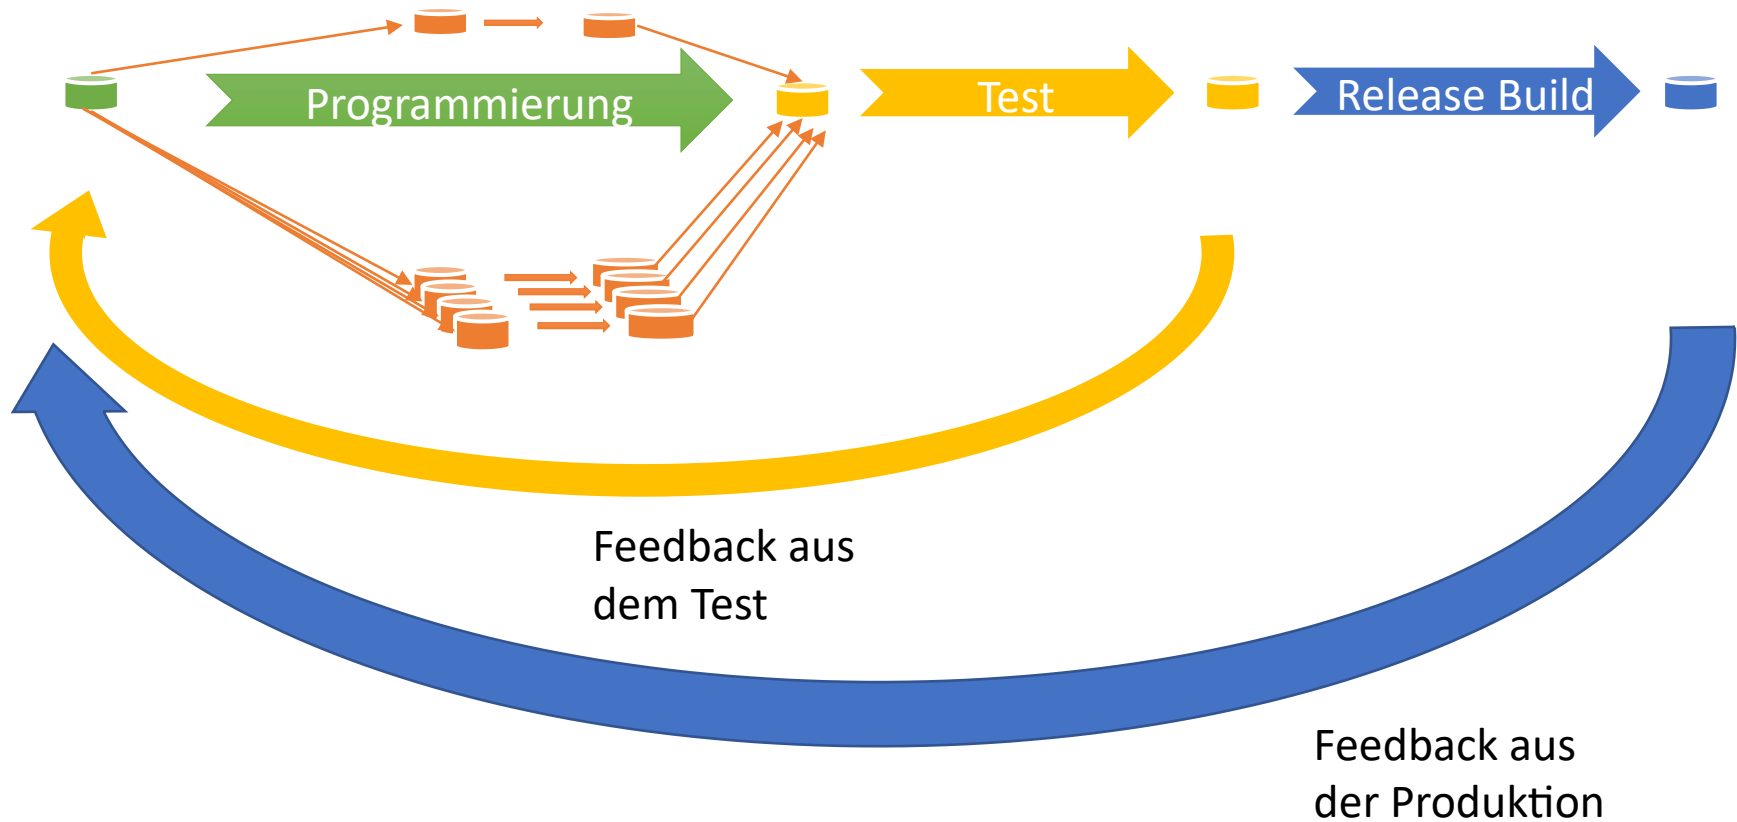 Programmierung
Test
Release Build
Feedback aus
dem Test
Feedback aus
der Produktion